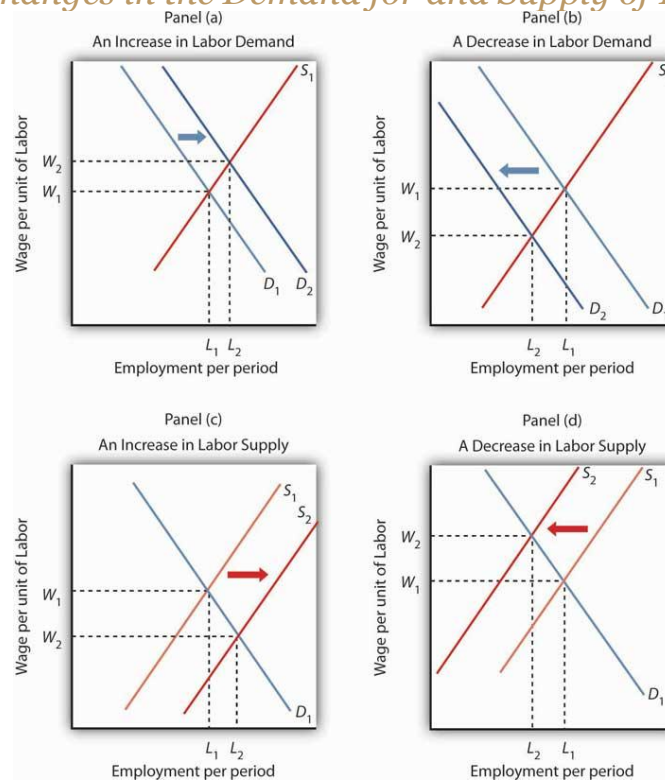 hanges in the Demand for and Supply of
Panel (a)
An Increase in Labor Demand
Wage per unit of Labor
W2
W1
S1
D1 D2
L1 L2
Employment per period
Panel (b)
A Decrease in Labor Demand
Wage per unit of Labor
W1
W2
S
D2
D
L2 L1
Employment per period
Panel (c)
An Increase in Labor Supply
Wage per unit of Labor
W1
W2
S1
S2
D1
L1 L2
Employment per period
Panel (d)
A Decrease in Labor Supply
Wage per unit of Labor
W2
W1
S2
S1
D1
L2 L1
Employment per period